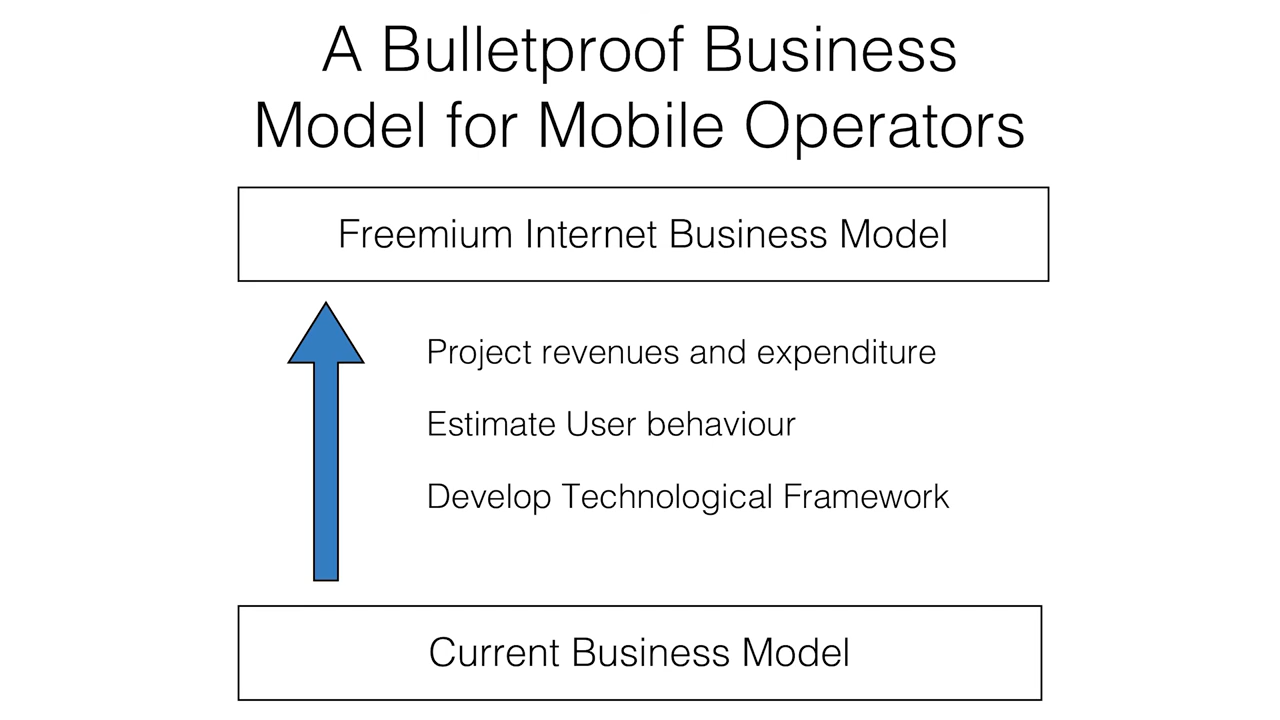 A Bulletproof Business
Model for Mobile Operators
Freemium Internet Business Model
Project revenues and expenditure
Estimate User behaviour
Develop Technological Framework
Current Business Model